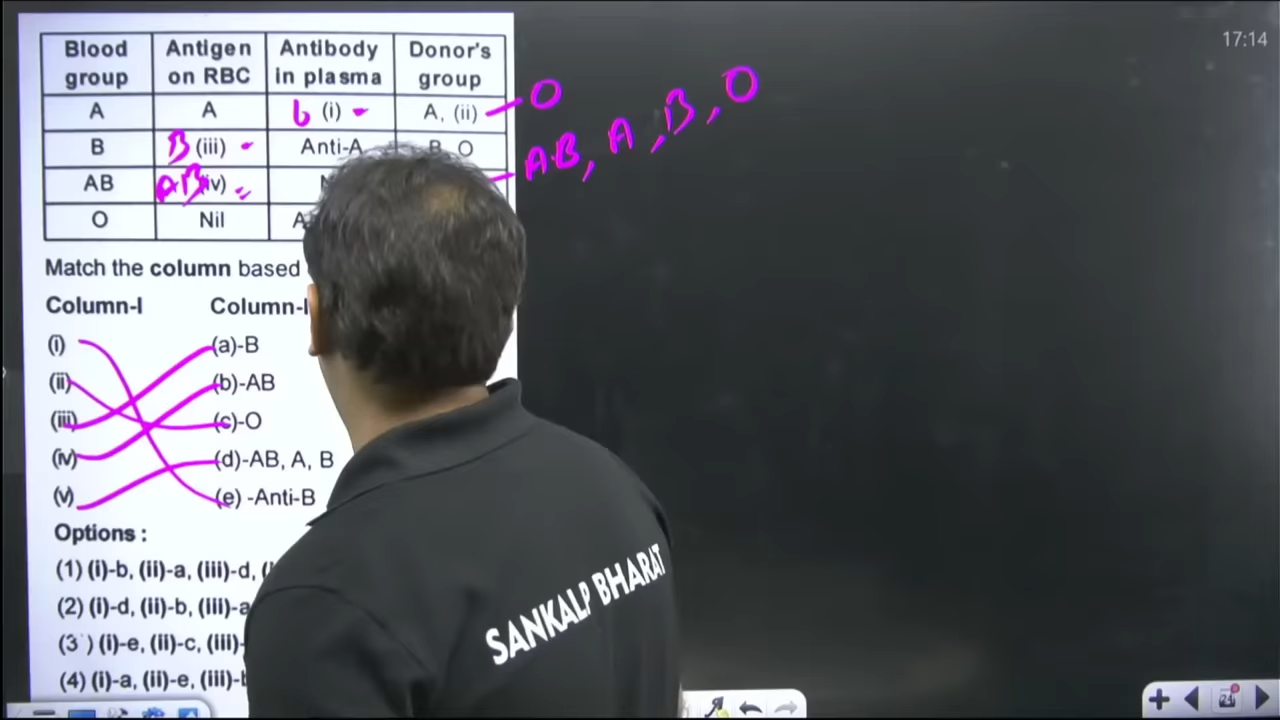 17:14
Blood group | Antigen on RBC | Antibody in plasma | Donor's group
A | A | b (i) | A, (ii) — O
B | B (iii) | Anti-A | B, O
AB | AB (iv) | AB, A, B, O
O | Nil
Match the column based
Column-I
(i) (a)-B
(ii) (b)-AB
(iii) (c)-O
(iv) (d)-AB, A, B
(v) (e) -Anti-B
Options :
(1) (i)-b, (ii)-a, (iii)-d,
(2) (i)-d, (ii)-b, (iii)-a
(3 ) (i)-e, (ii)-c, (iii)-
(4) (i)-a, (ii)-e, (iii)-b
SANKALP BHARAT
24